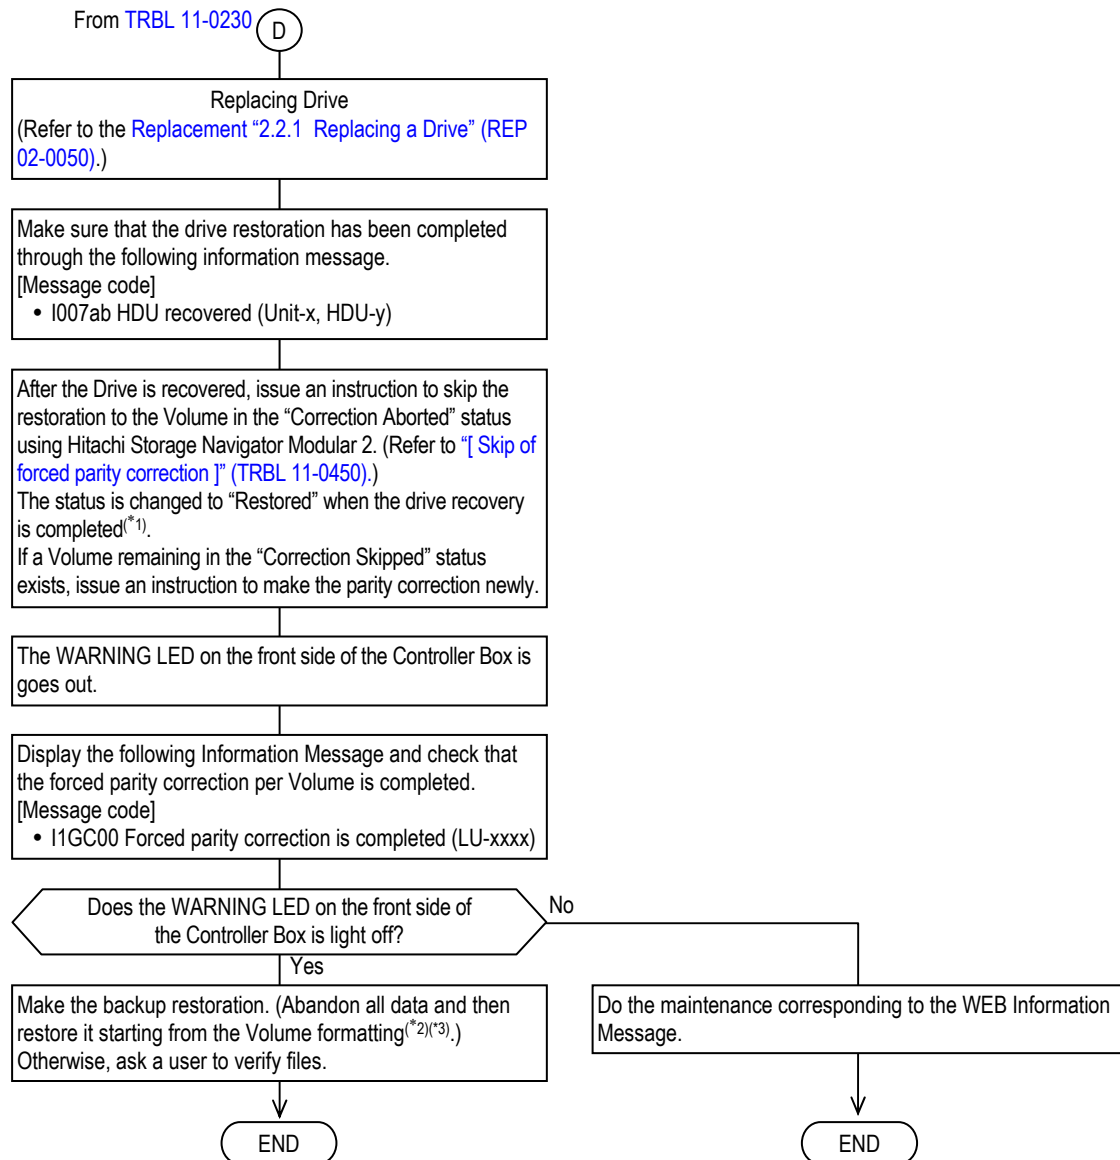 From TRBL 11-0230
D
Replacing Drive
(Refer to the Replacement “2.2.1 Replacing a Drive” (REP
02-0050).)
Make sure that the drive restoration has been completed
through the following information message.
[Message code]
• I007ab HDU recovered (Unit-x, HDU-y)
After the Drive is recovered, issue an instruction to skip the
restoration to the Volume in the “Correction Aborted” status
using Hitachi Storage Navigator Modular 2. (Refer to “[ Skip of
forced parity correction ]” (TRBL 11-0450).)
The status is changed to “Restored” when the drive recovery
is completed(*1).
If a Volume remaining in the “Correction Skipped” status
exists, issue an instruction to make the parity correction newly.
The WARNING LED on the front side of the Controller Box is
goes out.
Display the following Information Message and check that
the forced parity correction per Volume is completed.
[Message code]
• I1GC00 Forced parity correction is completed (LU-xxxx)
Does the WARNING LED on the front side of
the Controller Box is light off?
No
Yes
Make the backup restoration. (Abandon all data and then
restore it starting from the Volume formatting(*2)(*3).)
Otherwise, ask a user to verify files.
Do the maintenance corresponding to the WEB Information
Message.
END
END